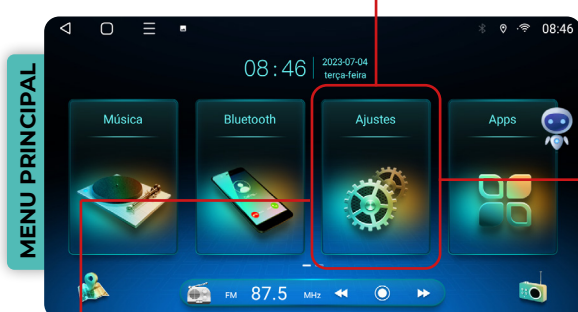 MENU PRINCIPAL
08:46
08:46
2023-07-04
terça-feira
Música
Bluetooth
Ajustes
Apps
FM 87.5 MHz